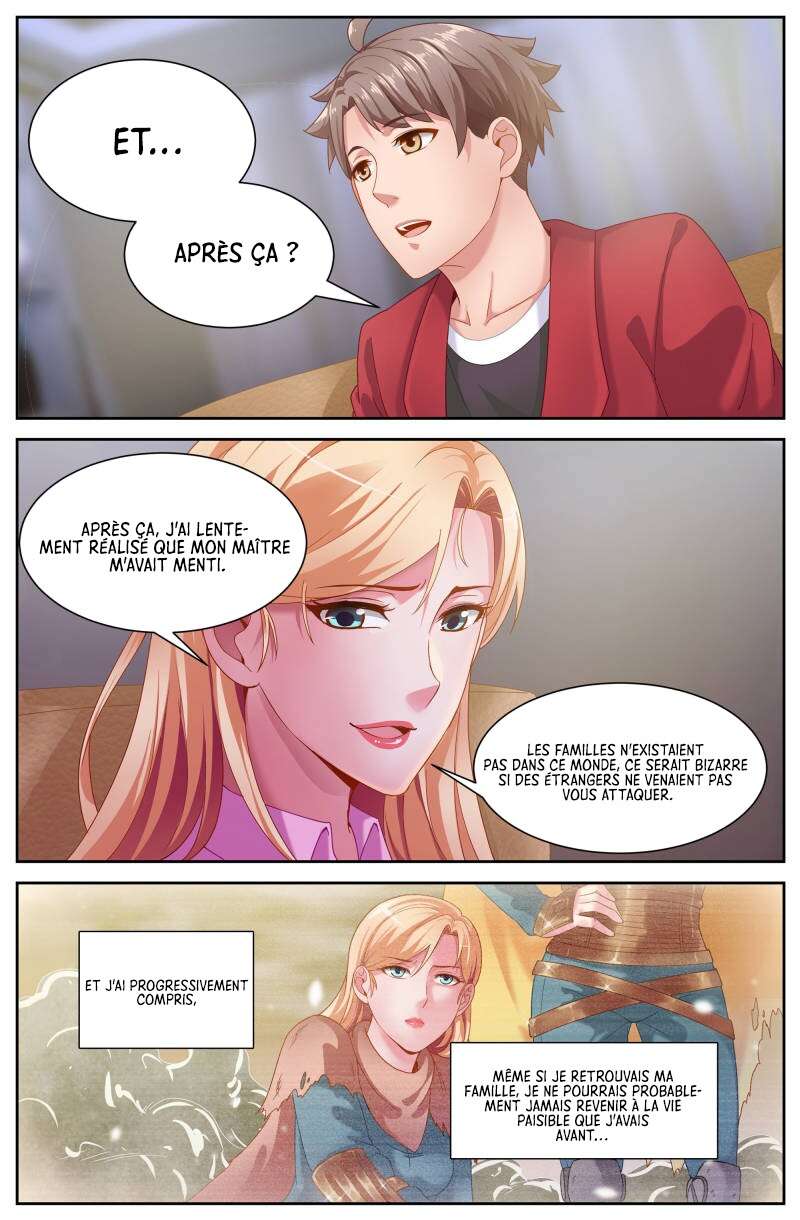 ET...
APRÈS ÇA ?
APRÈS ÇA, J'AI LENTE-
MENT RÉALISÉ QUE MON MAÎTRE
M'AVAIT MENTI.
LES FAMILLES N'EXISTAIENT
PAS DANS CE MONDE, CE SERAIT BIZARRE
SI DES ÉTRANGERS NE VENAIENT PAS
VOUS ATTAQUER.
ET J'AI PROGRESSIVEMENT
COMPRIS,
MÊME SI JE RETROUVAIS MA
FAMILLE, JE NE POURRAIS PROBABLE-
MENT JAMAIS REVENIR À LA VIE
PAISIBLE QUE J'AVAIS
AVANT...